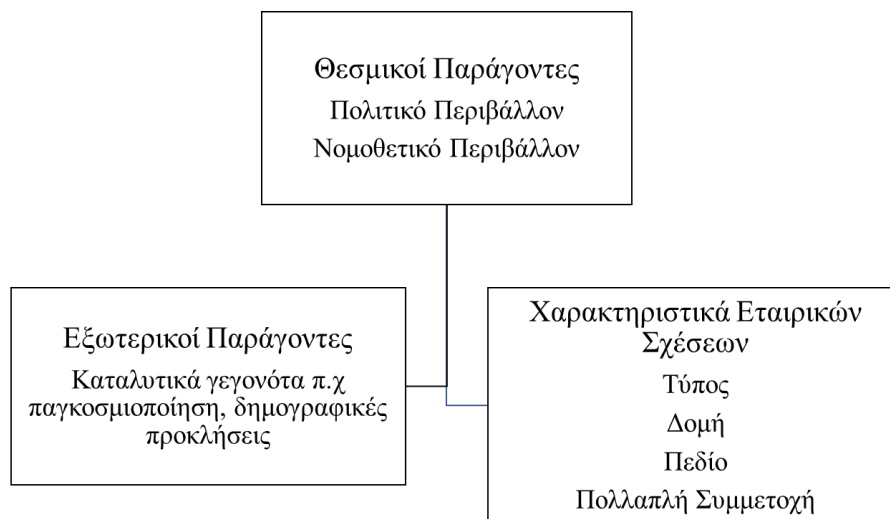 Θεσμικοί Παράγοντες
Πολιτικό Περιβάλλον
Νομοθετικό Περιβάλλον
Εξωτερικοί Παράγοντες
Καταλυτικά γεγονότα π.χ
παγκοσμιοποίηση, δημογραφικές
προκλήσεις
Χαρακτηριστικά Εταιρικών
Σχέσεων
Τύπος
Δομή
Πεδίο
Πολλαπλή Συμμετοχή